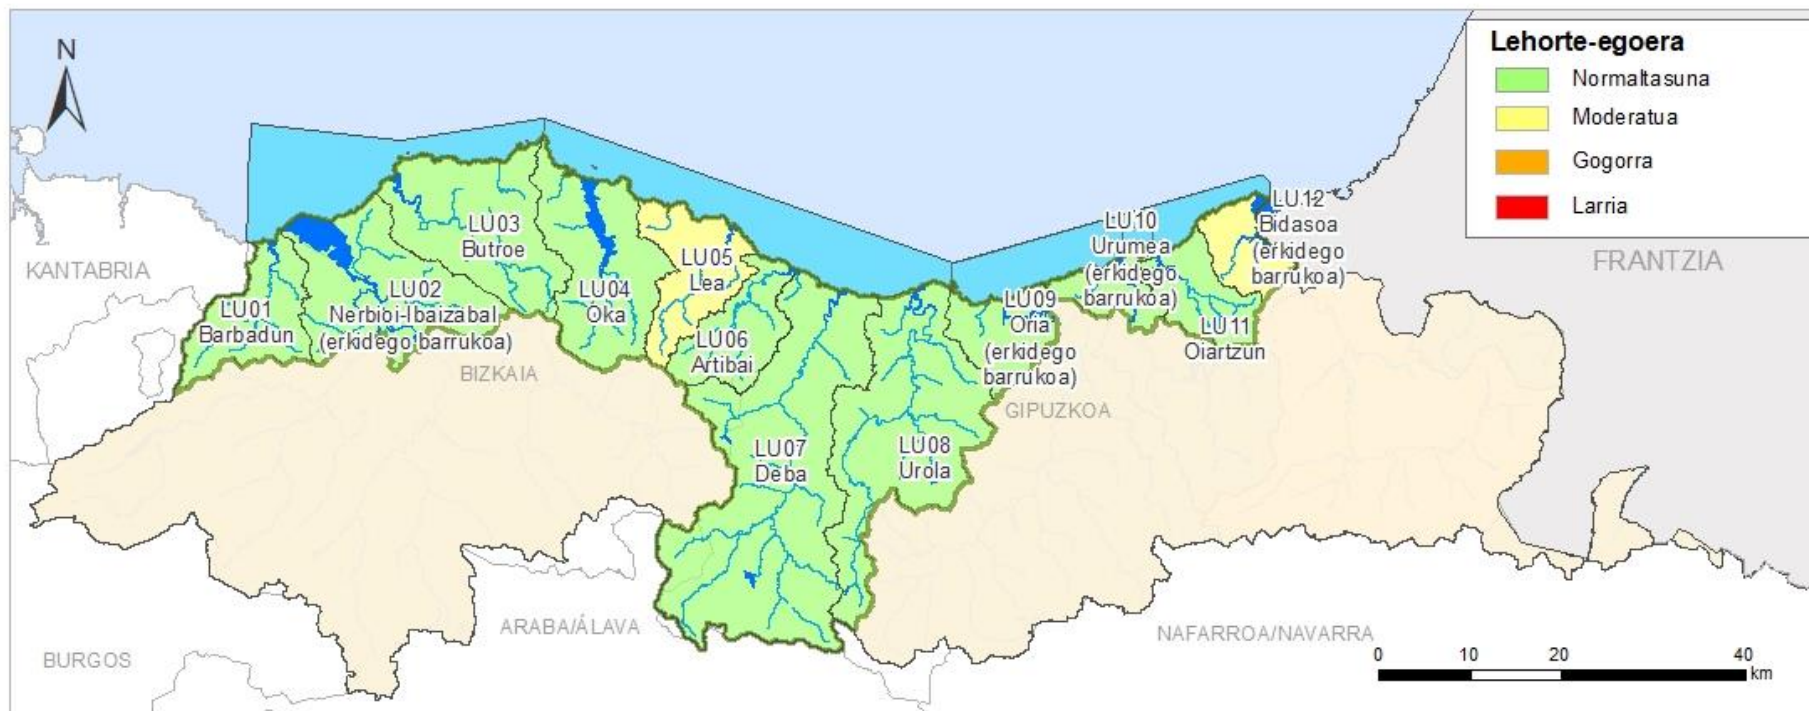 N
Lehorte-egoera
Normaltasuna
Moderatua
Gogorra
Larria
KANTABRIA
FRANTZIA
LU01
Barbadun
LU02
Nerbioi-Ibaizabal
(erkidego barrukoa)
LU03
Butroe
LU04
Oka
LU05
Lea
LU06
Artibai
LU07
Deba
LU08
Urola
LU09
Oria
(erkidego
barrukoa)
LU10
Urumea
(erkidego
barrukoa)
LU11
Oiartzun
LU12
Bidasoa
(erkidego
barrukoa)
BIZKAIA
GIPUZKOA
ARABA/ÁLAVA
NAFARROA/NAVARRA
BURGOS
0 10 20 40
km